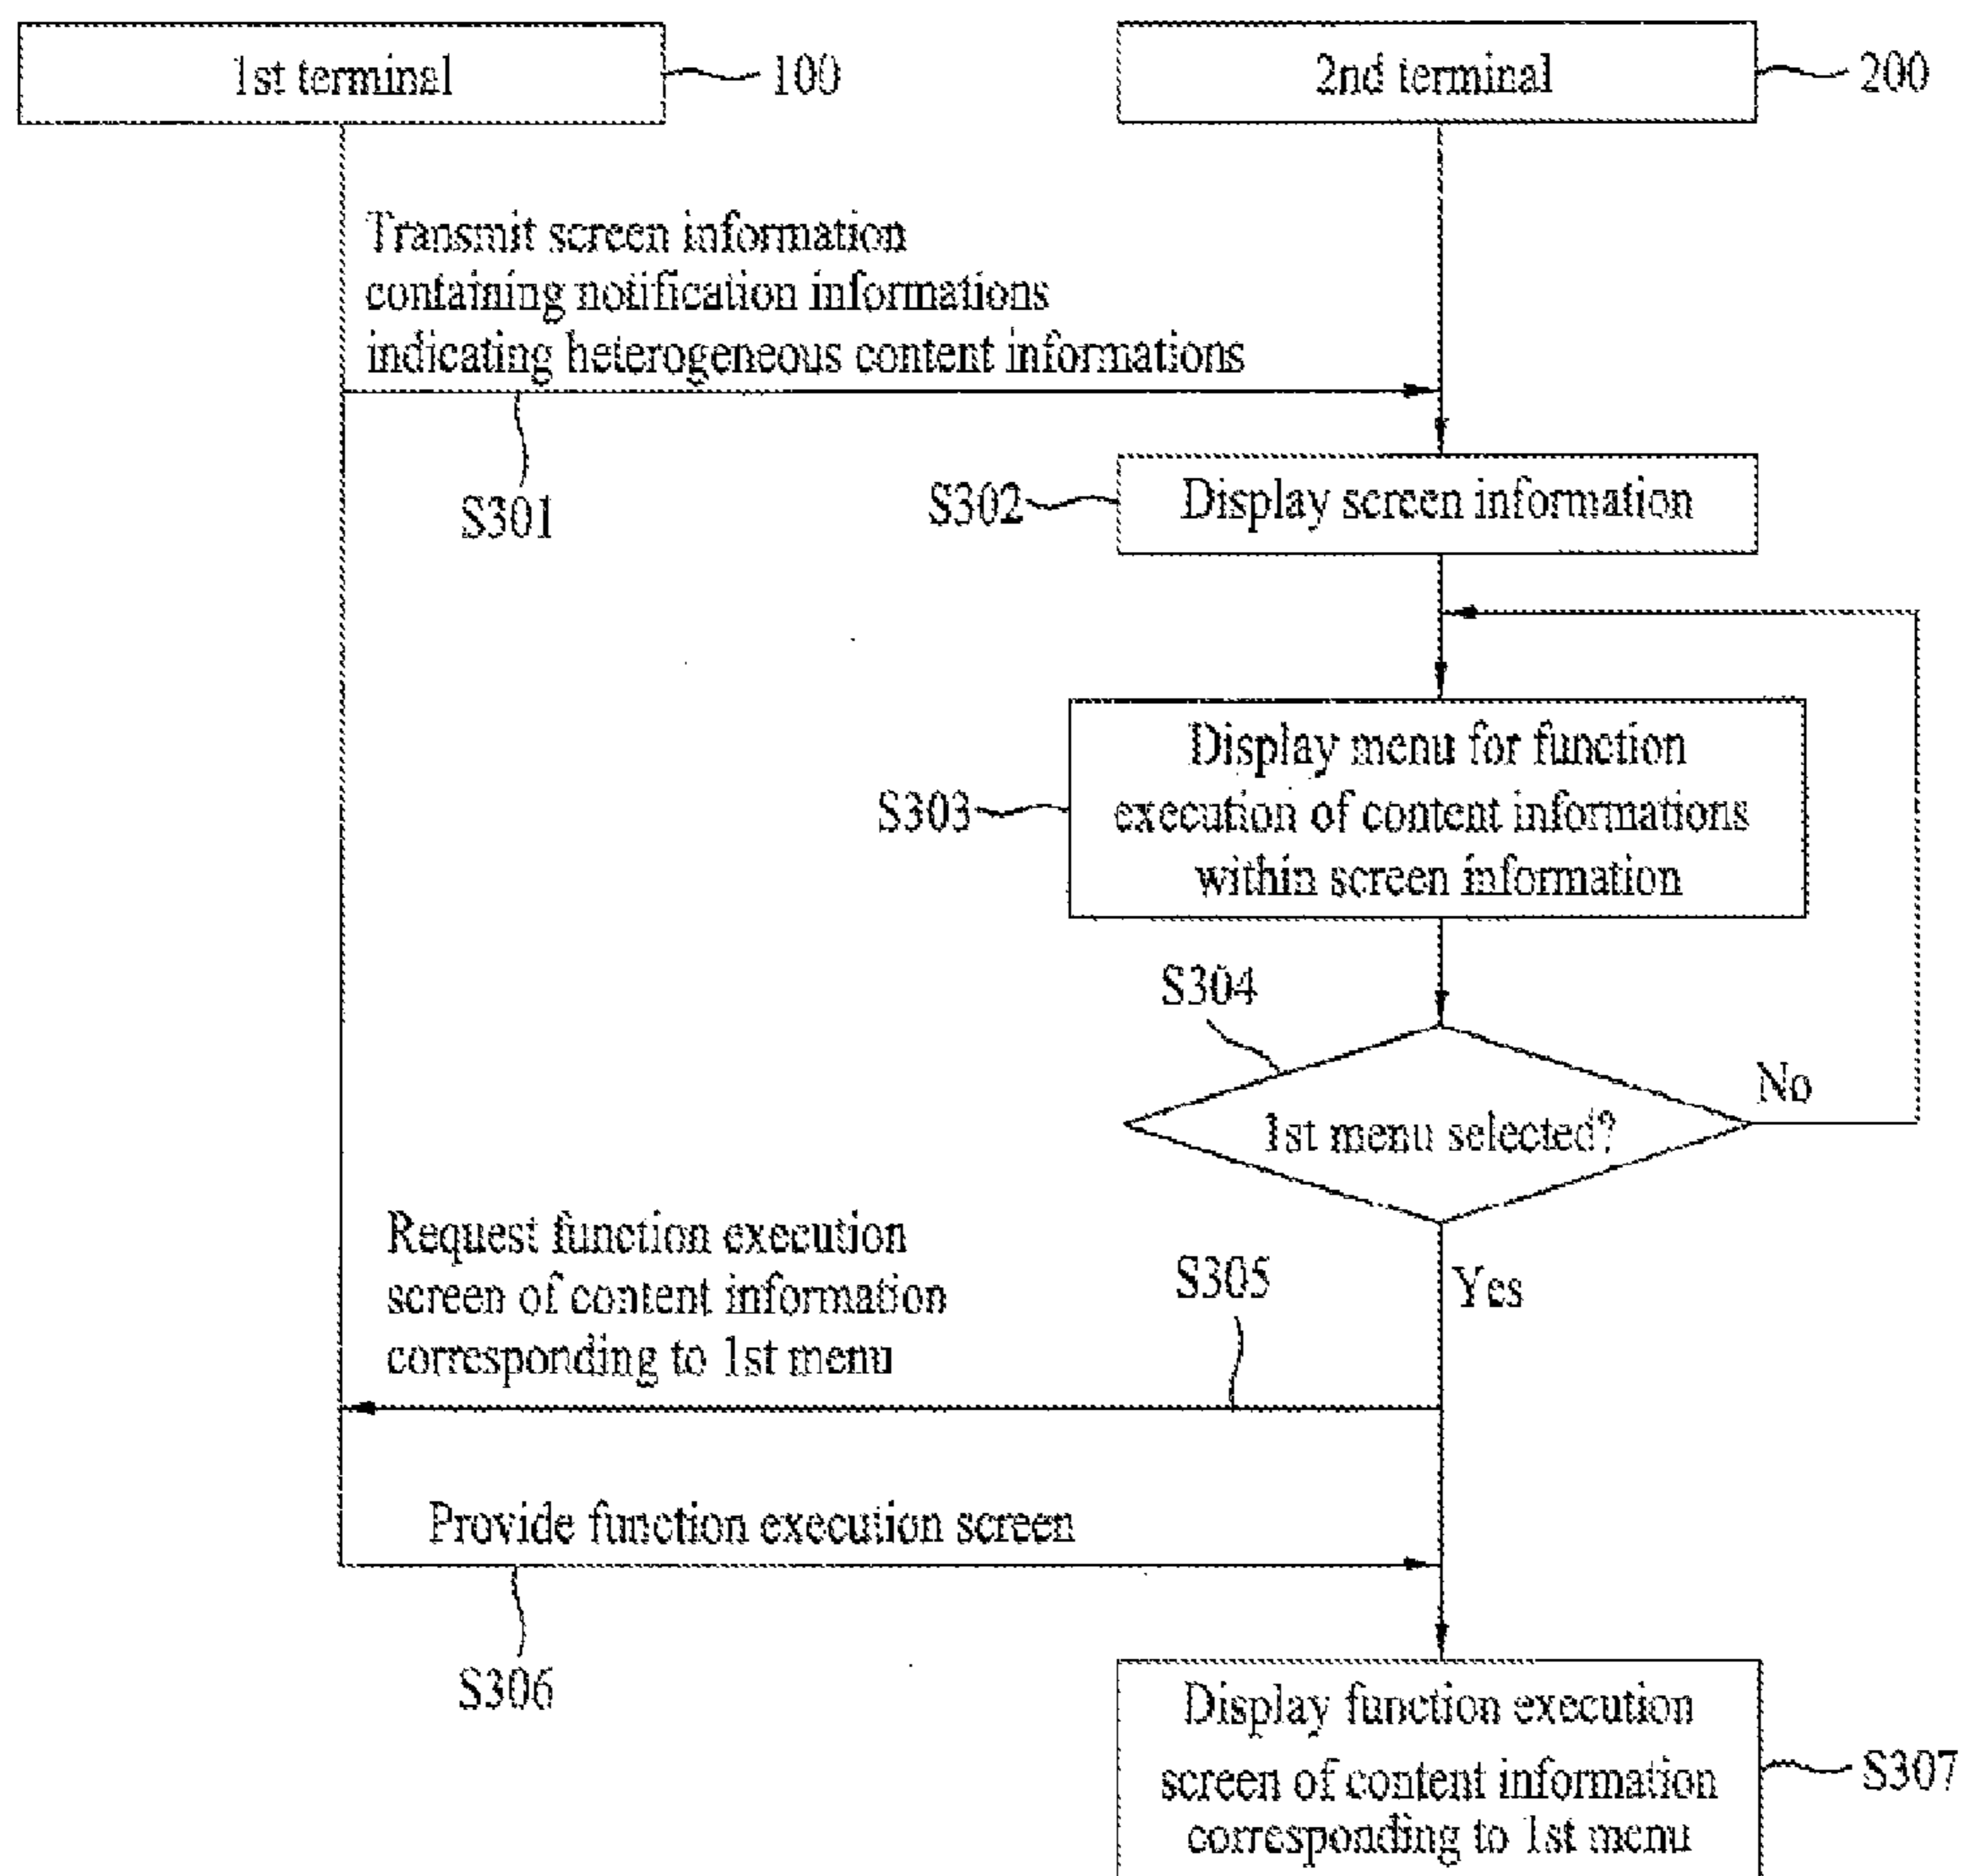 1st terminal
100
2nd terminal
200
Transmit screen information
containing notification informations
indicating heterogeneous content informations
S301
S302
Display screen information
S303
Display menu for function
execution of content informations
within screen information
S304
1st menu selected?
No
Yes
Request function execution
screen of content information
corresponding to 1st menu
S305
Provide function execution screen
S306
Display function execution
screen of content information
corresponding to 1st menu
S307